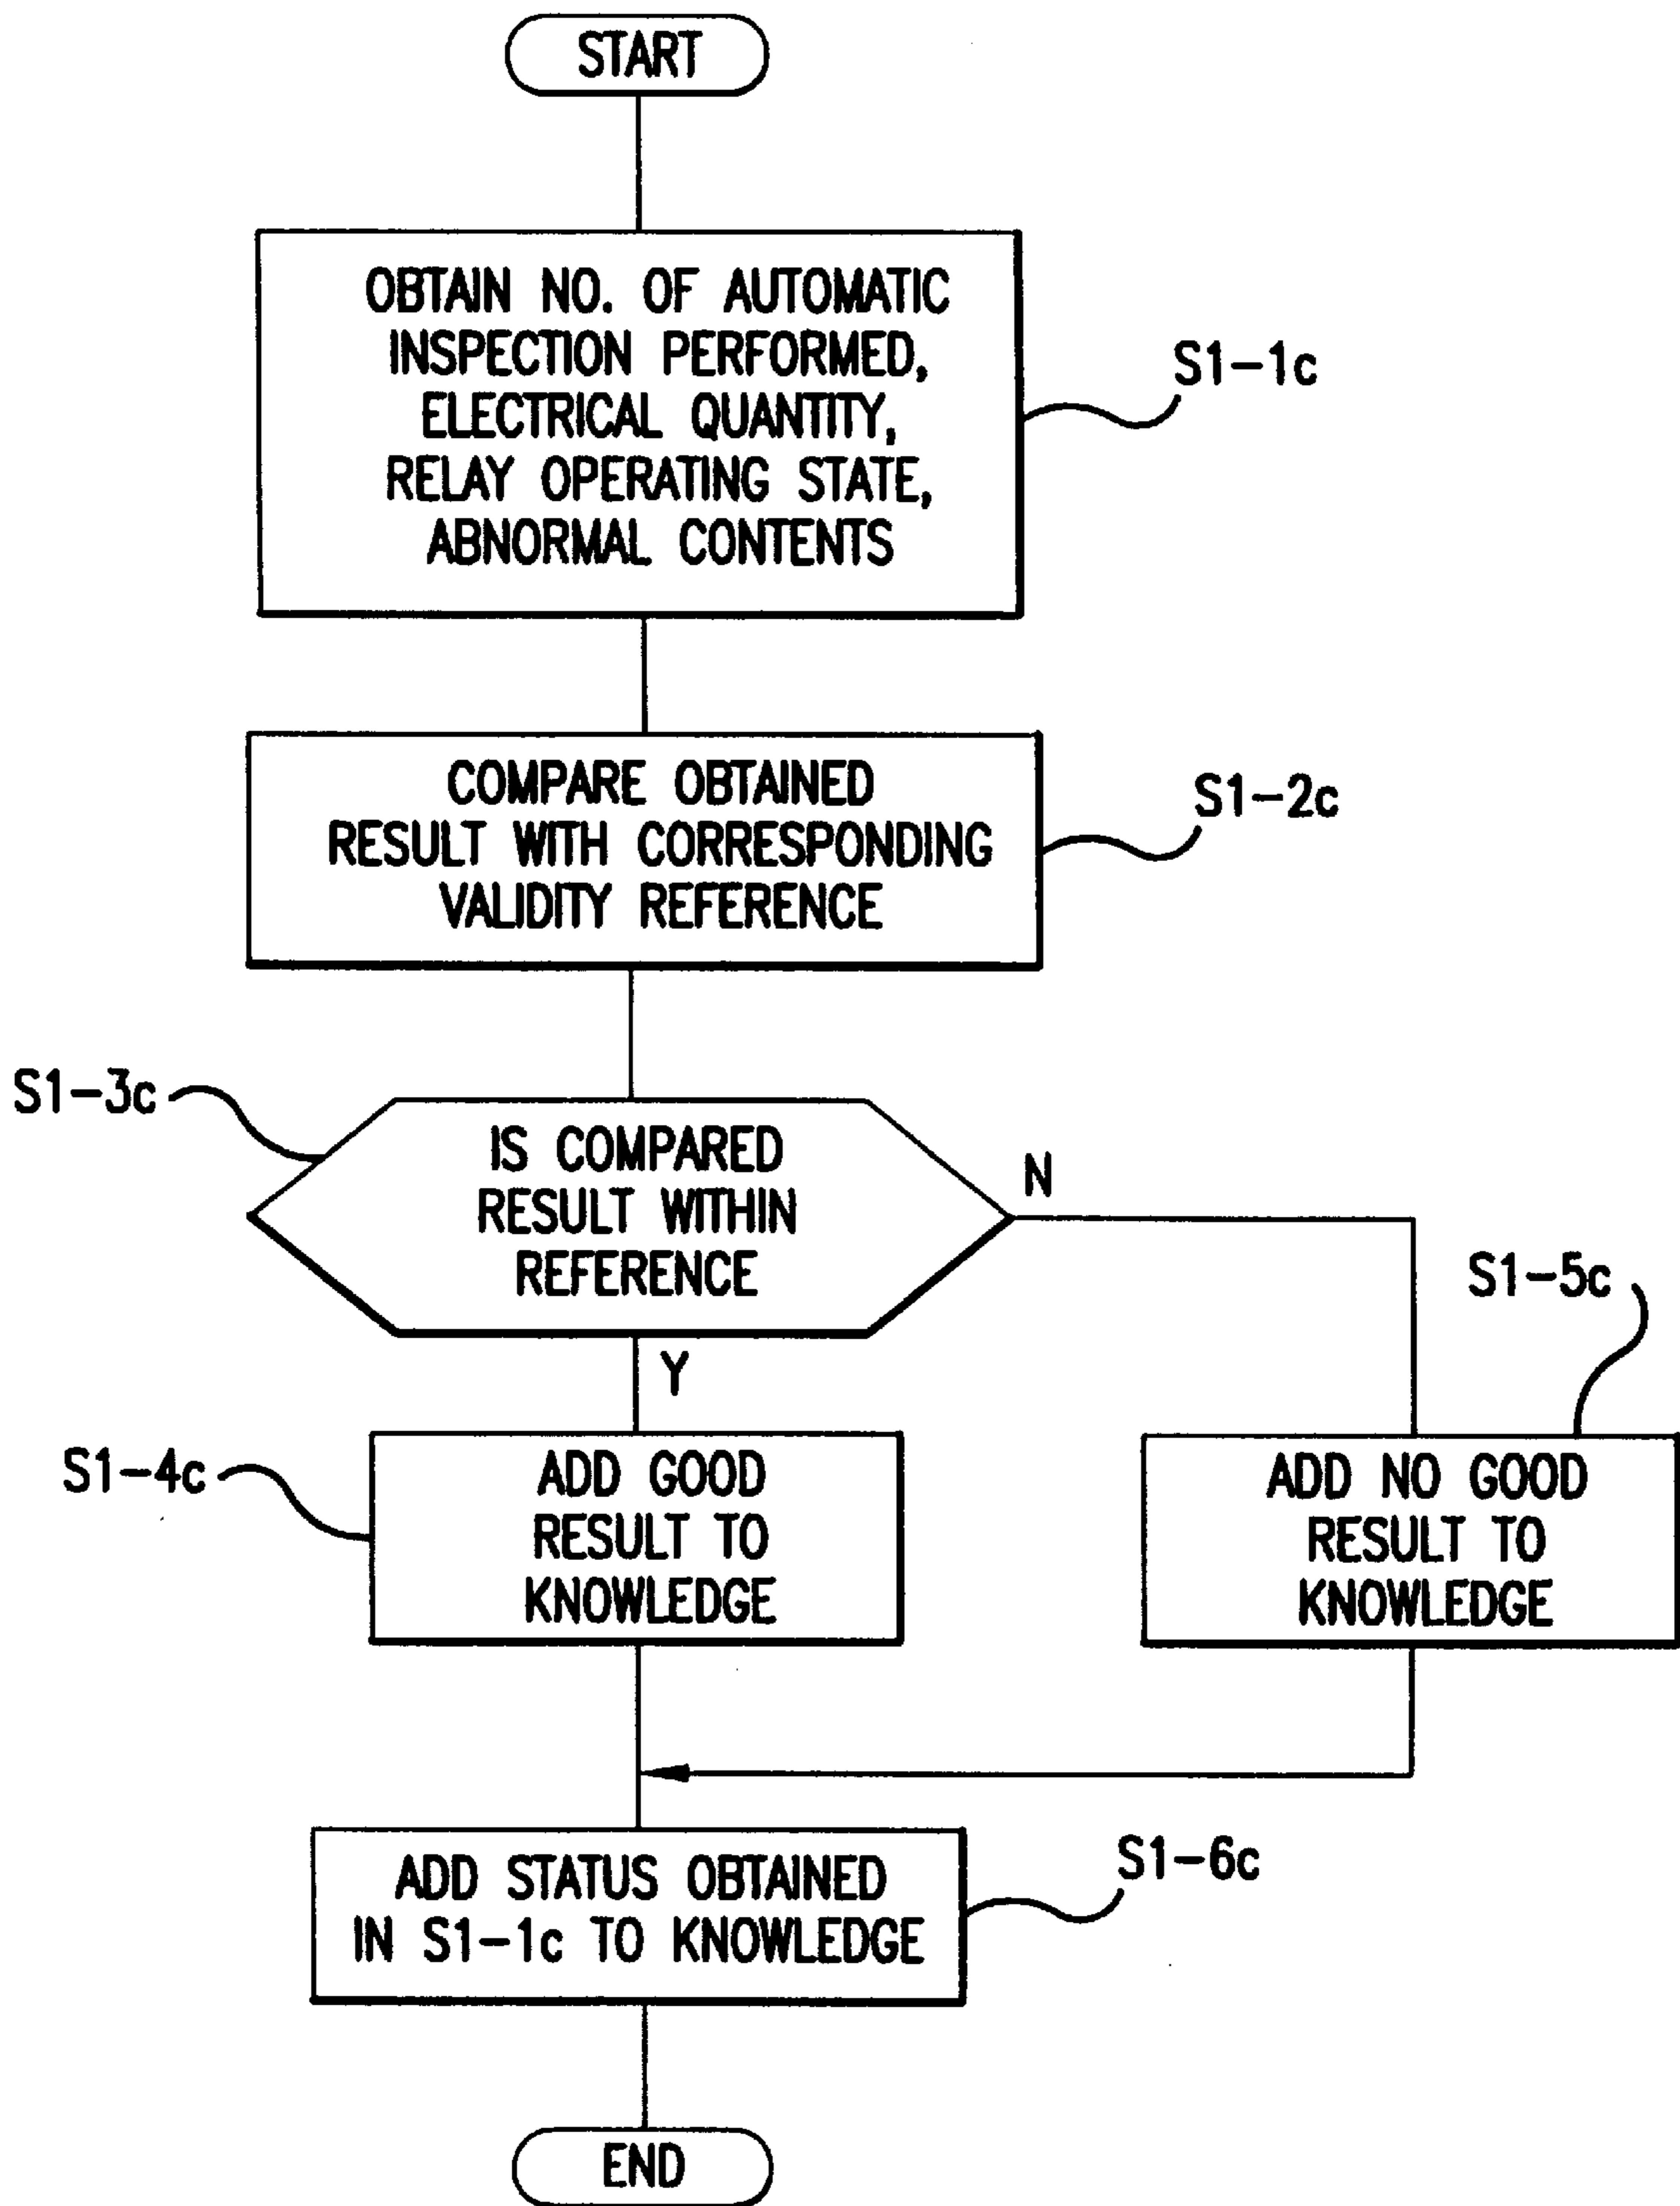 START
OBTAIN NO. OF AUTOMATIC
INSPECTION PERFORMED,
ELECTRICAL QUANTITY,
RELAY OPERATING STATE,
ABNORMAL CONTENTS
S1-1c
COMPARE OBTAINED
RESULT WITH CORRESPONDING
VALIDITY REFERENCE
S1-2c
S1-3c
IS COMPARED
RESULT WITHIN
REFERENCE
N
Y
S1-4c
ADD GOOD
RESULT TO
KNOWLEDGE
S1-5c
ADD NO GOOD
RESULT TO
KNOWLEDGE
ADD STATUS OBTAINED
IN S1-1c TO KNOWLEDGE
S1-6c
END